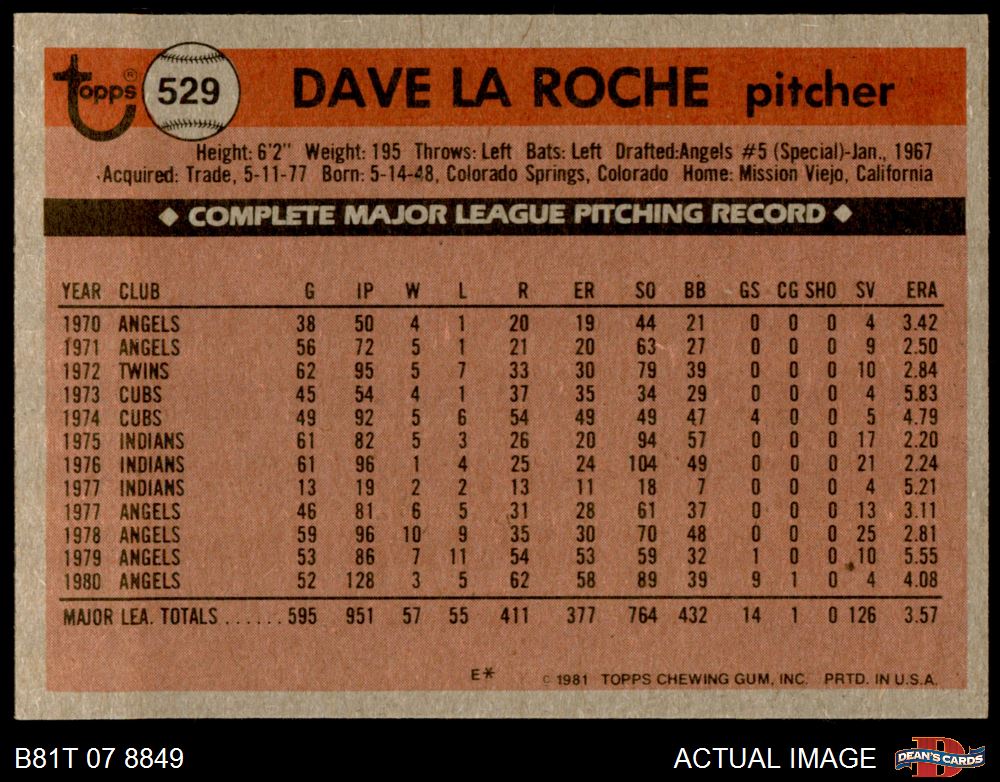 Topps® 529 DAVE LA ROCHE pitcher
Height: 6'2" Weight: 195 Throws: Left Bats: Left Drafted:Angels #5 (Special)-Jan., 1967
Acquired: Trade, 5-11-77 Born: 5-14-48, Colorado Springs, Colorado Home: Mission Viejo, California
◆ COMPLETE MAJOR LEAGUE PITCHING RECORD ◆
YEAR CLUB G IP W L R ER SO BB GS CG SHO SV ERA
1970 ANGELS 38 50 4 1 20 19 44 21 0 0 0 4 3.42
1971 ANGELS 56 72 5 1 21 20 63 27 0 0 0 9 2.50
1972 TWINS 62 95 5 7 33 30 79 39 0 0 0 10 2.84
1973 CUBS 45 54 4 1 37 35 34 29 0 0 0 4 5.83
1974 CUBS 49 92 5 6 54 49 49 47 4 0 0 5 4.79
1975 INDIANS 61 82 5 3 26 20 94 57 0 0 0 17 2.20
1976 INDIANS 61 96 1 4 25 24 104 49 0 0 0 21 2.24
1977 INDIANS 13 19 2 2 13 11 18 7 0 0 0 4 5.21
1977 ANGELS 46 81 6 5 31 28 61 37 0 0 0 13 3.11
1978 ANGELS 59 96 10 9 35 30 70 48 0 0 0 25 2.81
1979 ANGELS 53 86 7 11 54 53 59 32 1 0 0 10 5.55
1980 ANGELS 52 128 3 5 62 58 89 39 9 1 0 4 4.08
MAJOR LEA. TOTALS ...... 595 951 57 55 411 377 764 432 14 1 0 126 3.57
E* © 1981 TOPPS CHEWING GUM, INC. PRTD. IN U.S.A.
B81T 07 8849 ACTUAL IMAGE D DEAN'S CARDS